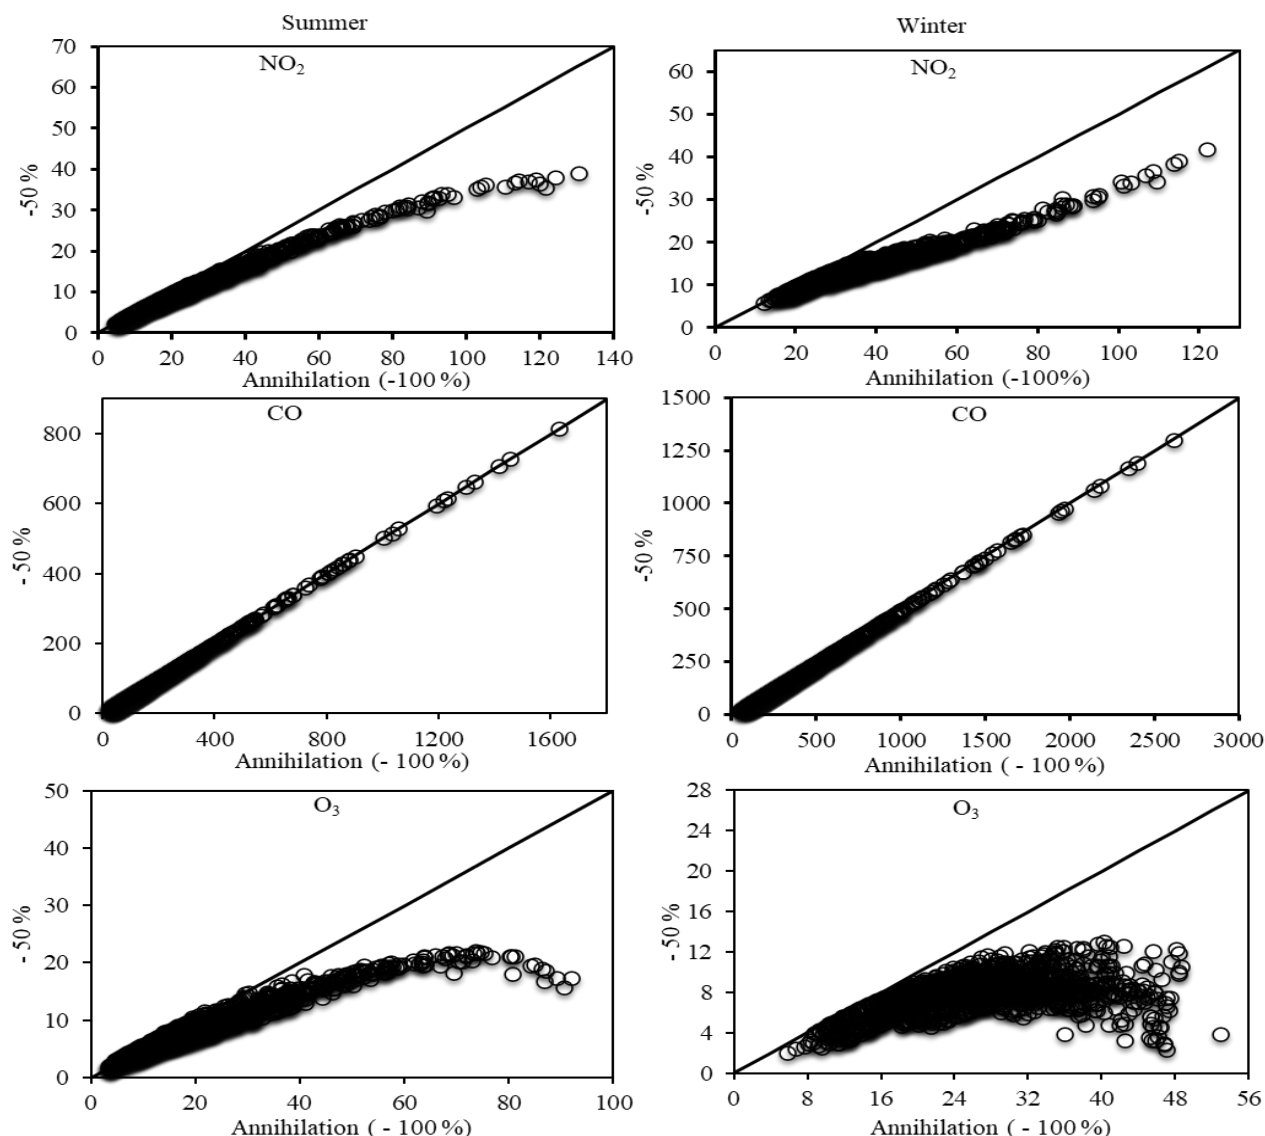 Summer
Winter
NO2
70
60
50
40
30
20
10
0
-50 %
0 20 40 60 80 100 120 140
Annihilation (-100 %)
NO2
60
50
40
30
20
10
0
-50 %
0 20 40 60 80 100 120
Annihilation (-100%)
CO
800
600
400
200
0
- 50 %
0 400 800 1200 1600
Annihilation (- 100 %)
CO
1500
1250
1000
750
500
250
0
-50 %
0 500 1000 1500 2000 2500 3000
Annihilation ( - 100 %)
O3
50
40
30
20
10
0
- 50 %
0 20 40 60 80 100
Annihilation ( - 100 %)
O3
28
24
20
16
12
8
4
0
- 50 %
0 8 16 24 32 40 48 56
Annihilation ( - 100 %)